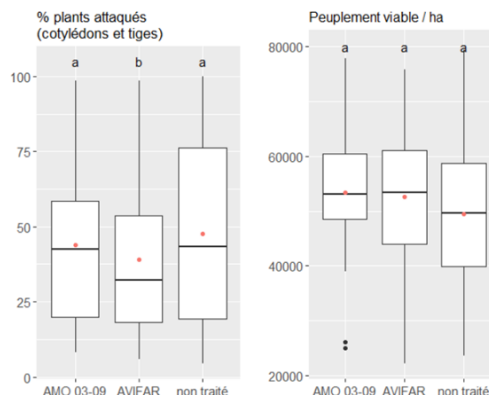 % plants attaqués
(cotylédons et tiges)
a b a
100
75
50
25
0
AMO 03-09 AVIFAR non traité
Peuplement viable / ha
a a a
80000
60000
40000
20000
AMO 03-09 AVIFAR non traité